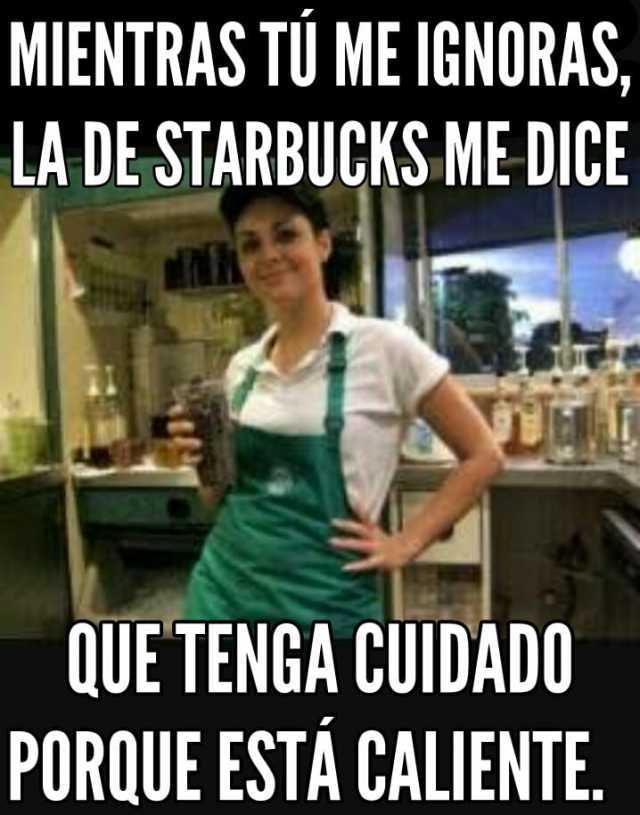 MIENTRAS TÚ ME IGNORAS,
LA DE STARBUCKS ME DICE
QUE TENGA CUIDADO
PORQUE ESTÁ CALIENTE.